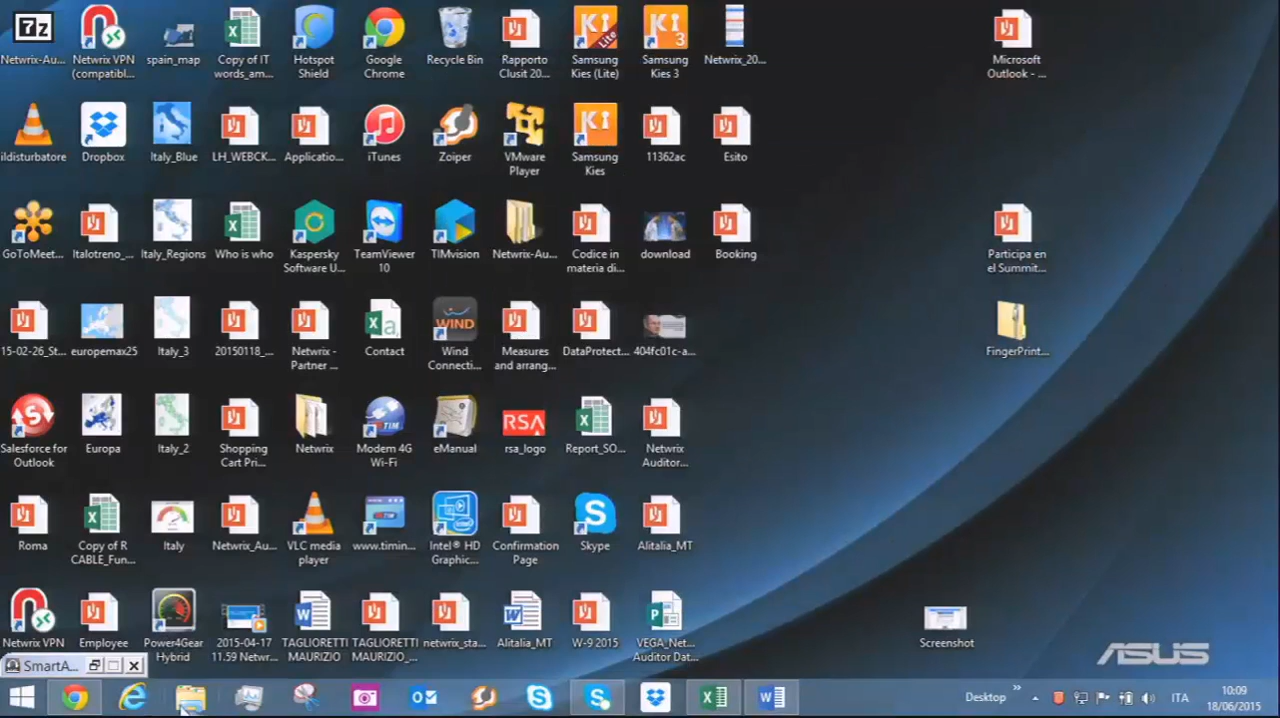 7z
Lite
3
Netwrix-Au...
Netwrix VPN
(compatibl...
spain_map
Copy of IT
words_am...
Hotspot
Shield
Google
Chrome
Recycle Bin
Rapporto
Clusit 20...
Samsung
Kies (Lite)
Samsung
Kies 3
Netwrix_20...
Microsoft
Outlook - ...
ildisturbatore
Dropbox
Italy_Blue
LH_WEBCK...
Applicatio...
iTunes
Zoiper
VMware
Player
Samsung
Kies
11362ac
Esito
GoToMeet...
Italotreno_...
Italy_Regions
Who is who
Kaspersky
Software U...
TeamViewer
10
TIMvision
Netwrix-Au...
Codice in
materia di...
download
Booking
Participa en
el Summit...
WIND
15-02-26_St...
europemax25
Italy_3
20150118_...
Netwrix -
Partner ...
Contact
Wind
Connecti...
Measures
and arrang...
DataProtect...
404fc01c-a...
FingerPrint...
TIM
RSA
Salesforce for
Outlook
Europa
Italy_2
Shopping
Cart Pri...
Netwrix
Modem 4G
Wi-Fi
eManual
rsa_logo
Report_SO...
Netwrix
Auditor...
intel
Roma
Copy of R
CABLE_Fun...
Italy
Netwrix_Au...
VLC media
player
www.timin...
Intel® HD
Graphic...
Confirmation
Page
Skype
Alitalia_MT
Netwrix VPN
Employee
Power4Gear
Hybrid
2015-04-17
11.59 Netwr...
TAGLIORETTI
MAURIZIO
TAGLIORETTI
MAURIZIO_...
netwrix_sta...
Alitalia_MT
W-9 2015
VEGA_Net...
Auditor Dat...
Screenshot
ASUS
SmartA...
Desktop
ITA
10:09
18/06/2015